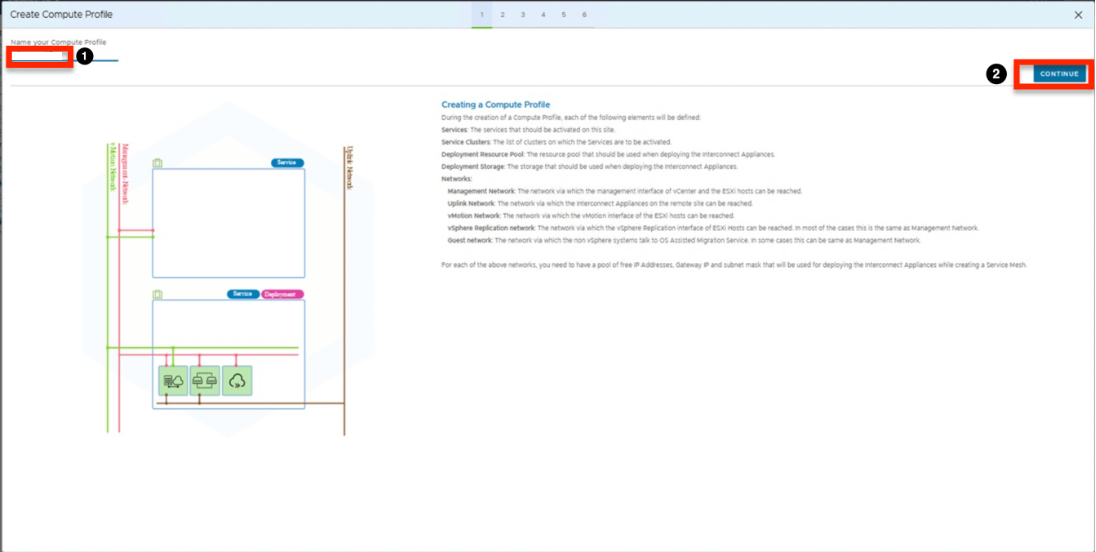 Create Compute Profile
1 2 3 4 5 6
Name your Compute Profile
1
2
CONTINUE
Creating a Compute Profile
During the creation of a Compute Profile, each of the following elements will be defined:
Services: The services that should be activated on this site.
Service Clusters: The list of clusters on which the Services are to be activated.
Deployment Resource Pool: The resource pool that should be used when deploying the Interconnect Appliances.
Deployment Storage: The storage that should be used when deploying the Interconnect Appliances.
Networks:
Management Network: The network via which the management interface of vCenter and the ESXi hosts can be reached.
Uplink Network: The network via which the Interconnect Appliances on the remote site can be reached.
vMotion Network: The network via which the vMotion interface of the ESXi hosts can be reached.
vSphere Replication network: The network via which the vSphere Replication interface of ESXi Hosts can be reached. In most of the cases this is the same as Management Network.
Guest network: The network via which the non vSphere systems talk to OS Assisted Migration Service. In some cases this can be same as Management Network.
For each of the above networks, you need to have a pool of free IP Addresses, Gateway IP and subnet mask that will be used for deploying the Interconnect Appliances while creating a Service Mesh.
vMotion Network
Management Network
Uplink Network
Service
Service
Deployment